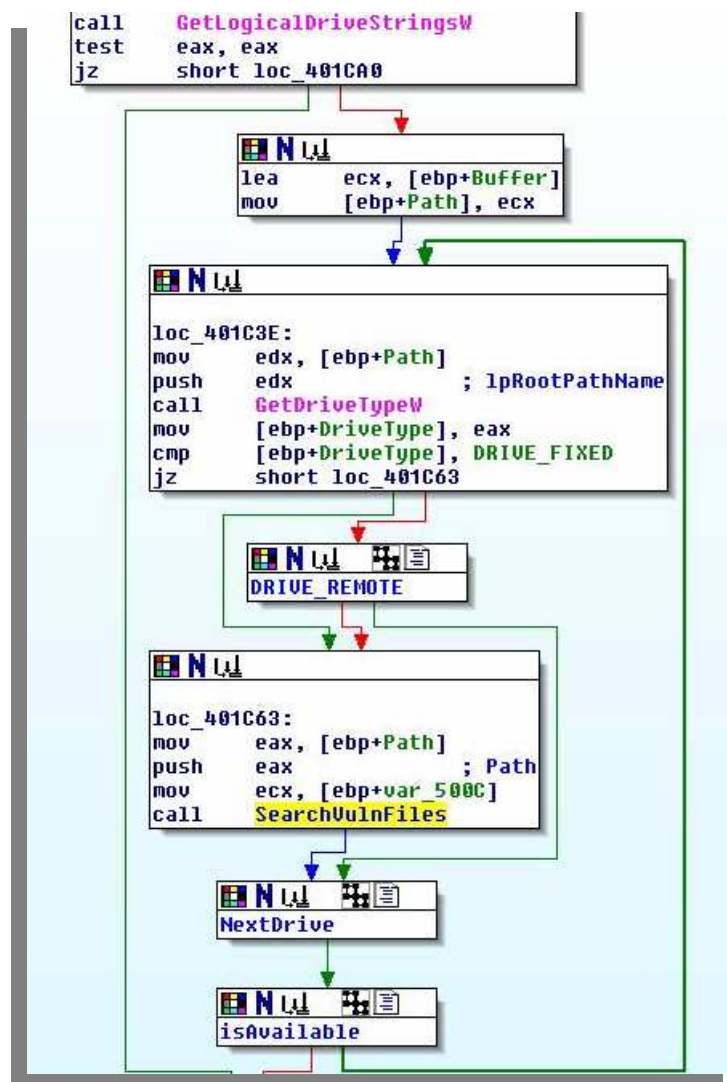 call GetLogicalDriveStringsW
test eax, eax
jz short loc_401CA0
lea ecx, [ebp+Buffer]
mov [ebp+Path], ecx
loc_401C3E:
mov edx, [ebp+Path]
push edx ; lpRootPathName
call GetDriveTypeW
mov [ebp+DriveType], eax
cmp [ebp+DriveType], DRIVE_FIXED
jz short loc_401C63
DRIVE_REMOTE
loc_401C63:
mov eax, [ebp+Path]
push eax ; Path
mov ecx, [ebp+var_500C]
call SearchVulnFiles
NextDrive
isAvailable